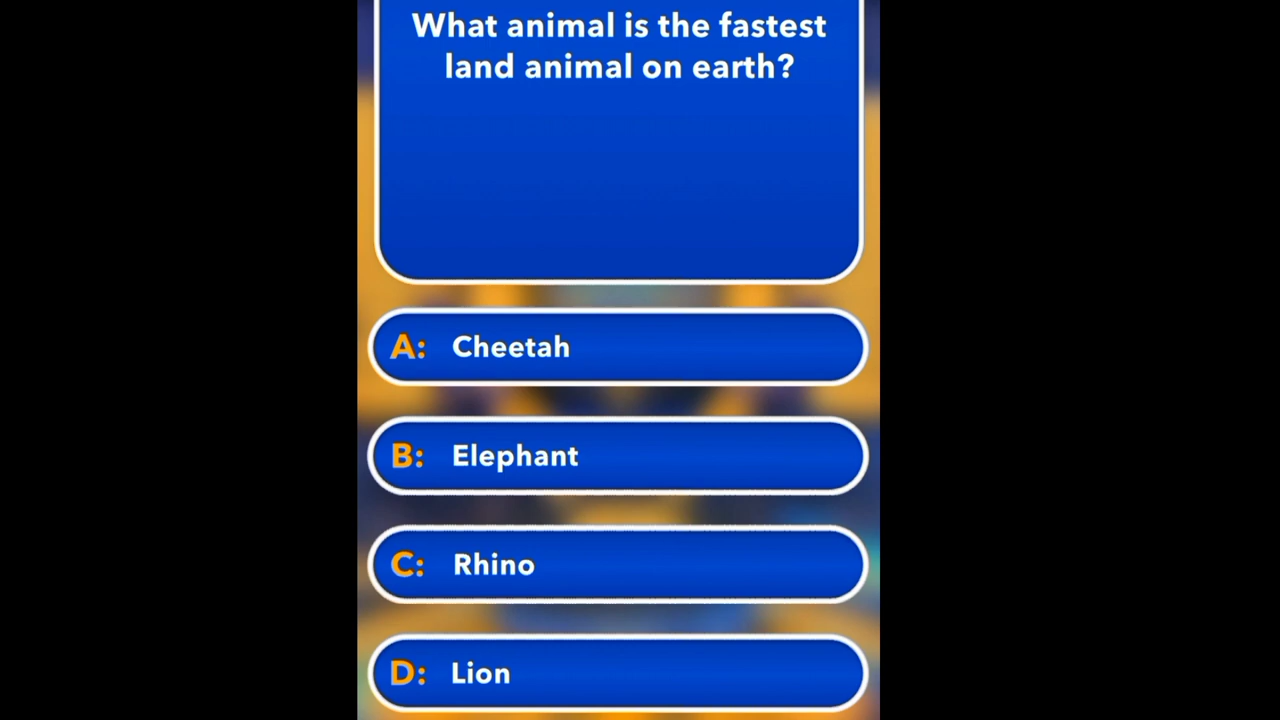 What animal is the fastest
land animal on earth?
A: Cheetah
B: Elephant
C: Rhino
D: Lion